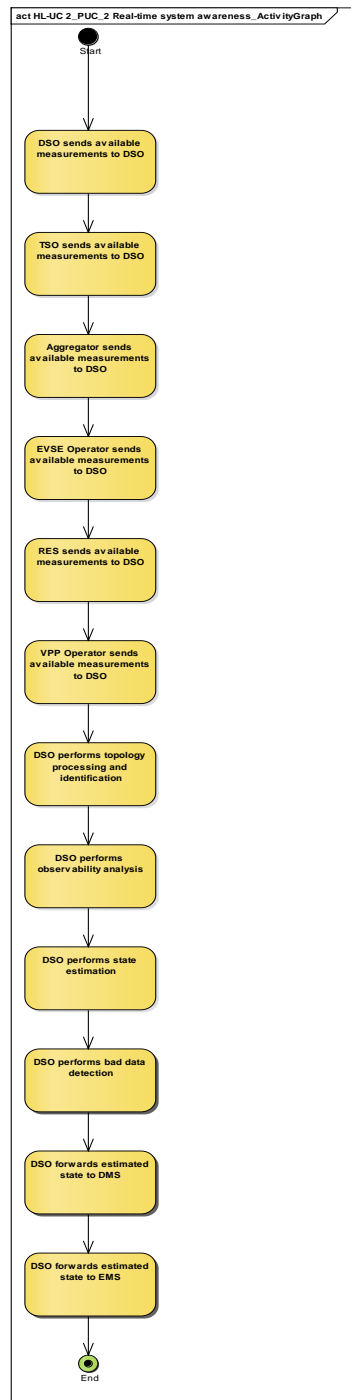 act HL-UC 2_PUC_2 Real-time system awareness_ActivityGraph
Start
DSO sends available
measurements to DSO
TSO sends available
measurements to DSO
Aggregator sends
available measurements
to DSO
EVSE Operator sends
available measurements
to DSO
RES sends available
measurements to DSO
VPP Operator sends
available measurements
to DSO
DSO performs topology
processing and
identification
DSO performs
observability analysis
DSO performs state
estimation
DSO performs bad data
detection
DSO forwards estimated
state to DMS
DSO forwards estimated
state to EMS
End